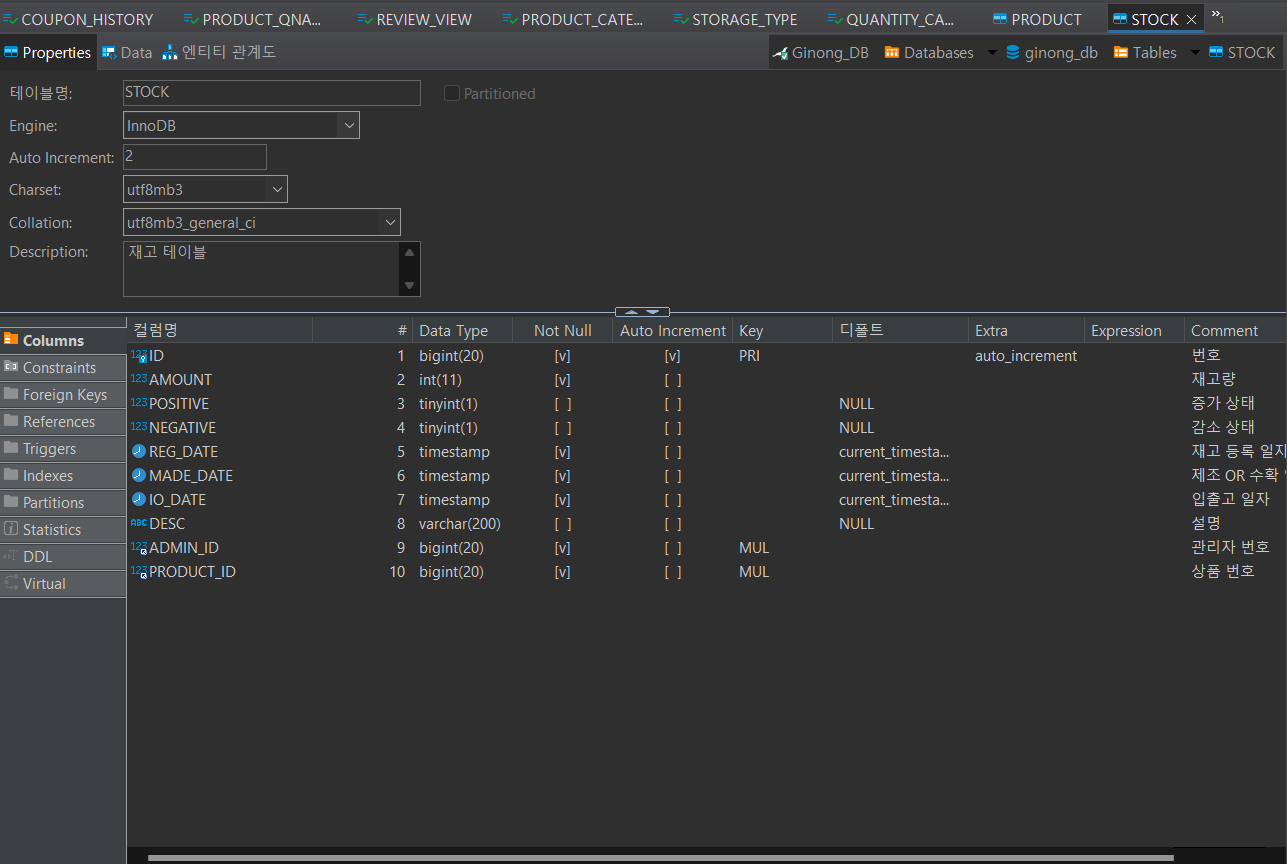 COUPON_HISTORY PRODUCT_QNA... REVIEW_VIEW PRODUCT_CATE... STORAGE_TYPE QUANTITY_CA... PRODUCT STOCK 1
Properties Data 엔티티 관계도 Ginong_DB Databases ginong_db Tables STOCK
테이블명: STOCK Partitioned
Engine: InnoDB
Auto Increment: 2
Charset: utf8mb3
Collation: utf8mb3_general_ci
Description: 재고 테이블
Columns
Constraints
Foreign Keys
References
Triggers
Indexes
Partitions
Statistics
DDL
Virtual
컬럼명 # Data Type Not Null Auto Increment Key 디폴트 Extra Expression Comment
123 ID 1 bigint(20) [v] [v] PRI auto_increment 번호
123 AMOUNT 2 int(11) [v] [ ] 재고량
123 POSITIVE 3 tinyint(1) [ ] [ ] NULL 증가 상태
123 NEGATIVE 4 tinyint(1) [ ] [ ] NULL 감소 상태
REG_DATE 5 timestamp [v] [ ] current_timesta... 재고 등록 일자
MADE_DATE 6 timestamp [v] [ ] current_timesta... 제조 OR 수확
IO_DATE 7 timestamp [v] [ ] current_timesta... 입출고 일자
ABC DESC 8 varchar(200) [ ] [ ] NULL 설명
123 ADMIN_ID 9 bigint(20) [v] [ ] MUL 관리자 번호
123 PRODUCT_ID 10 bigint(20) [v] [ ] MUL 상품 번호